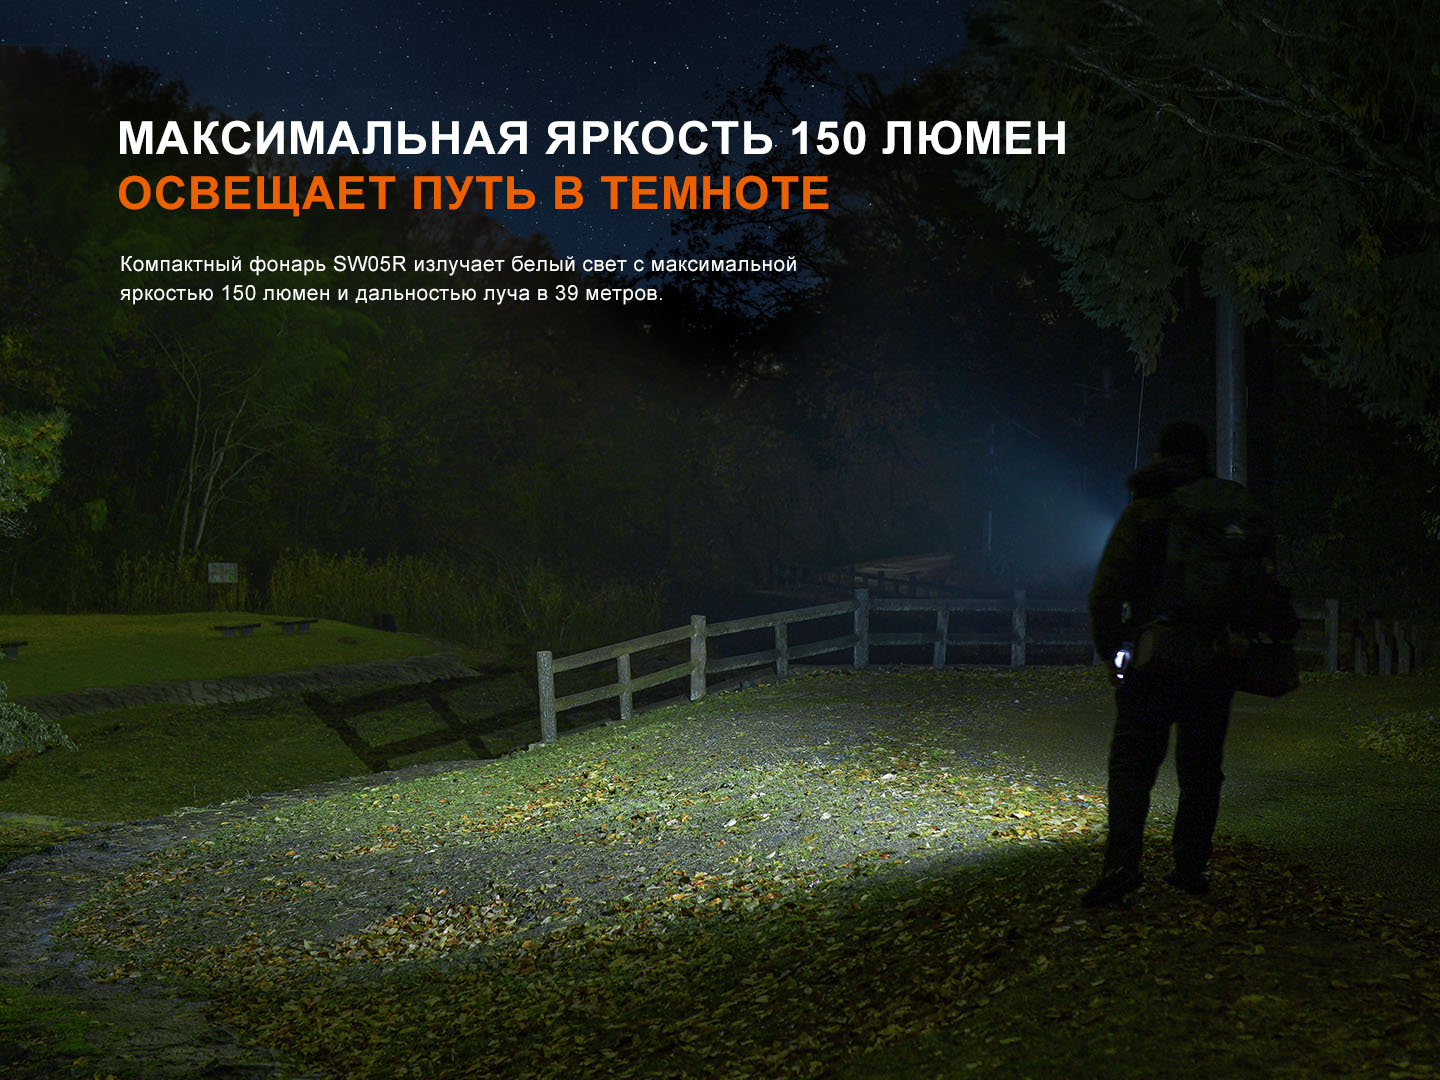 МАКСИМАЛЬНАЯ ЯРКОСТЬ 150 ЛЮМЕН
ОСВЕЩАЕТ ПУТЬ В ТЕМНОТЕ
Компактный фонарь SW05R излучает белый свет с максимальной
яркостью 150 люмен и дальностью луча в 39 метров.